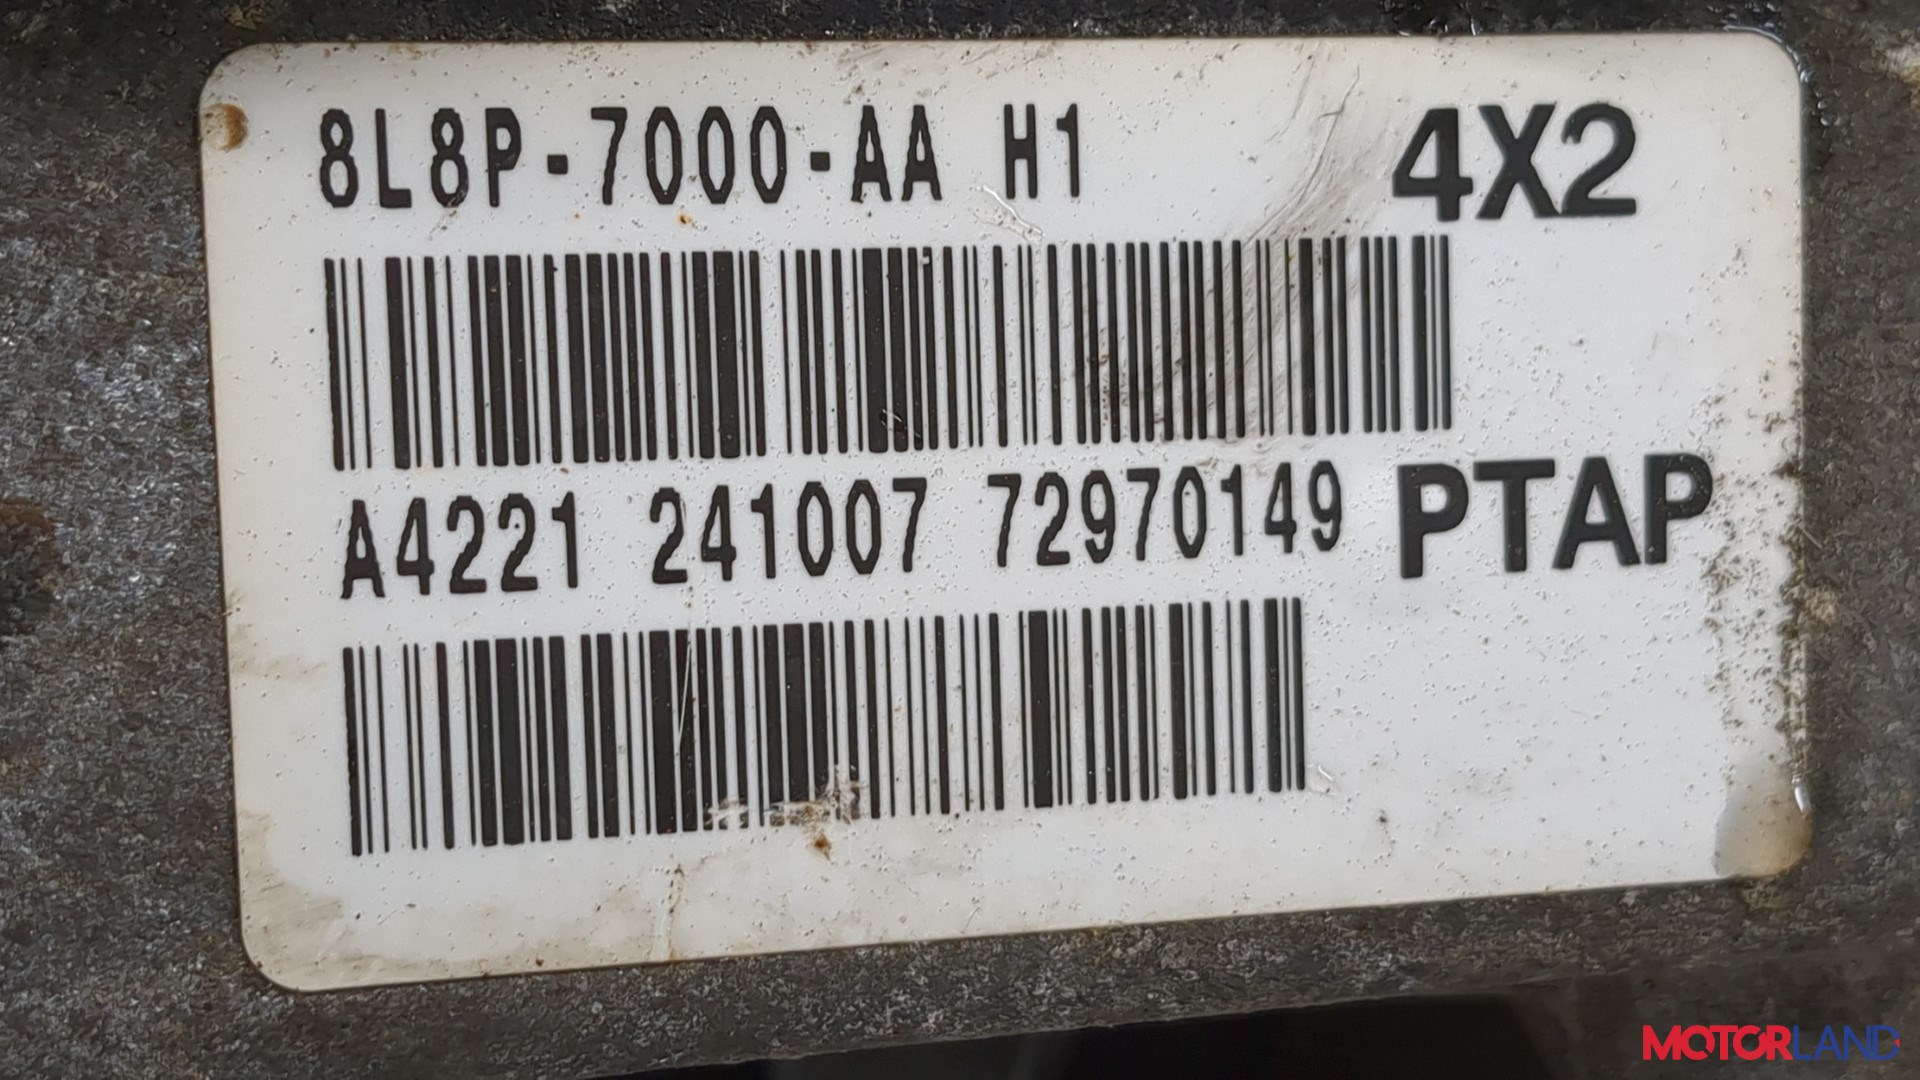 8L8P-7000-AA H1 4X2
A4221 241007 72970149 PTAP
MOTORLAND